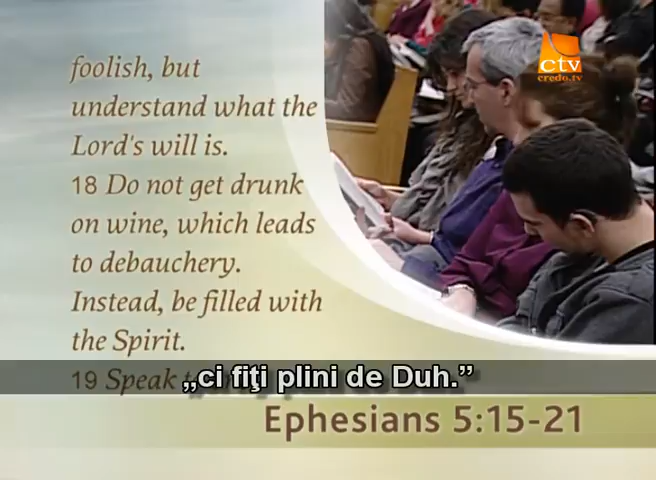 foolish, but
understand what the
Lord's will is.
18 Do not get drunk
on wine, which leads
to debauchery.
Instead, be filled with
the Spirit.
19 Speak
„ci fiţi plini de Duh.”
Ephesians 5:15-21
ctv
credo.tv